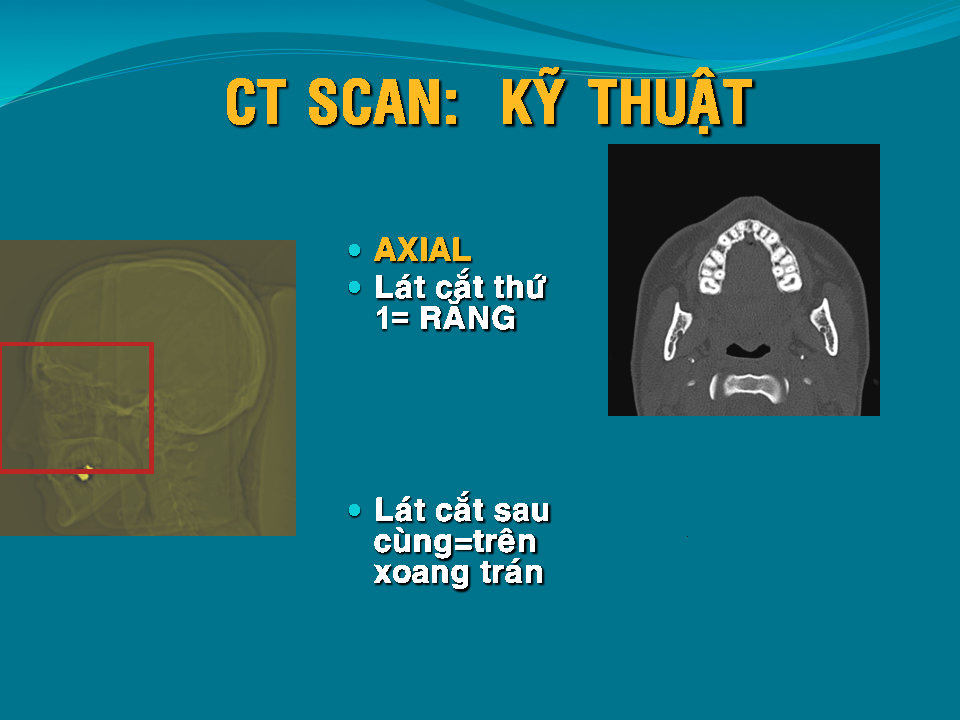 CT SCAN: KỸ THUẬT
• AXIAL
• Lát cắt thứ
1= RĂNG
• Lát cắt sau
cùng=trên
xoang trán